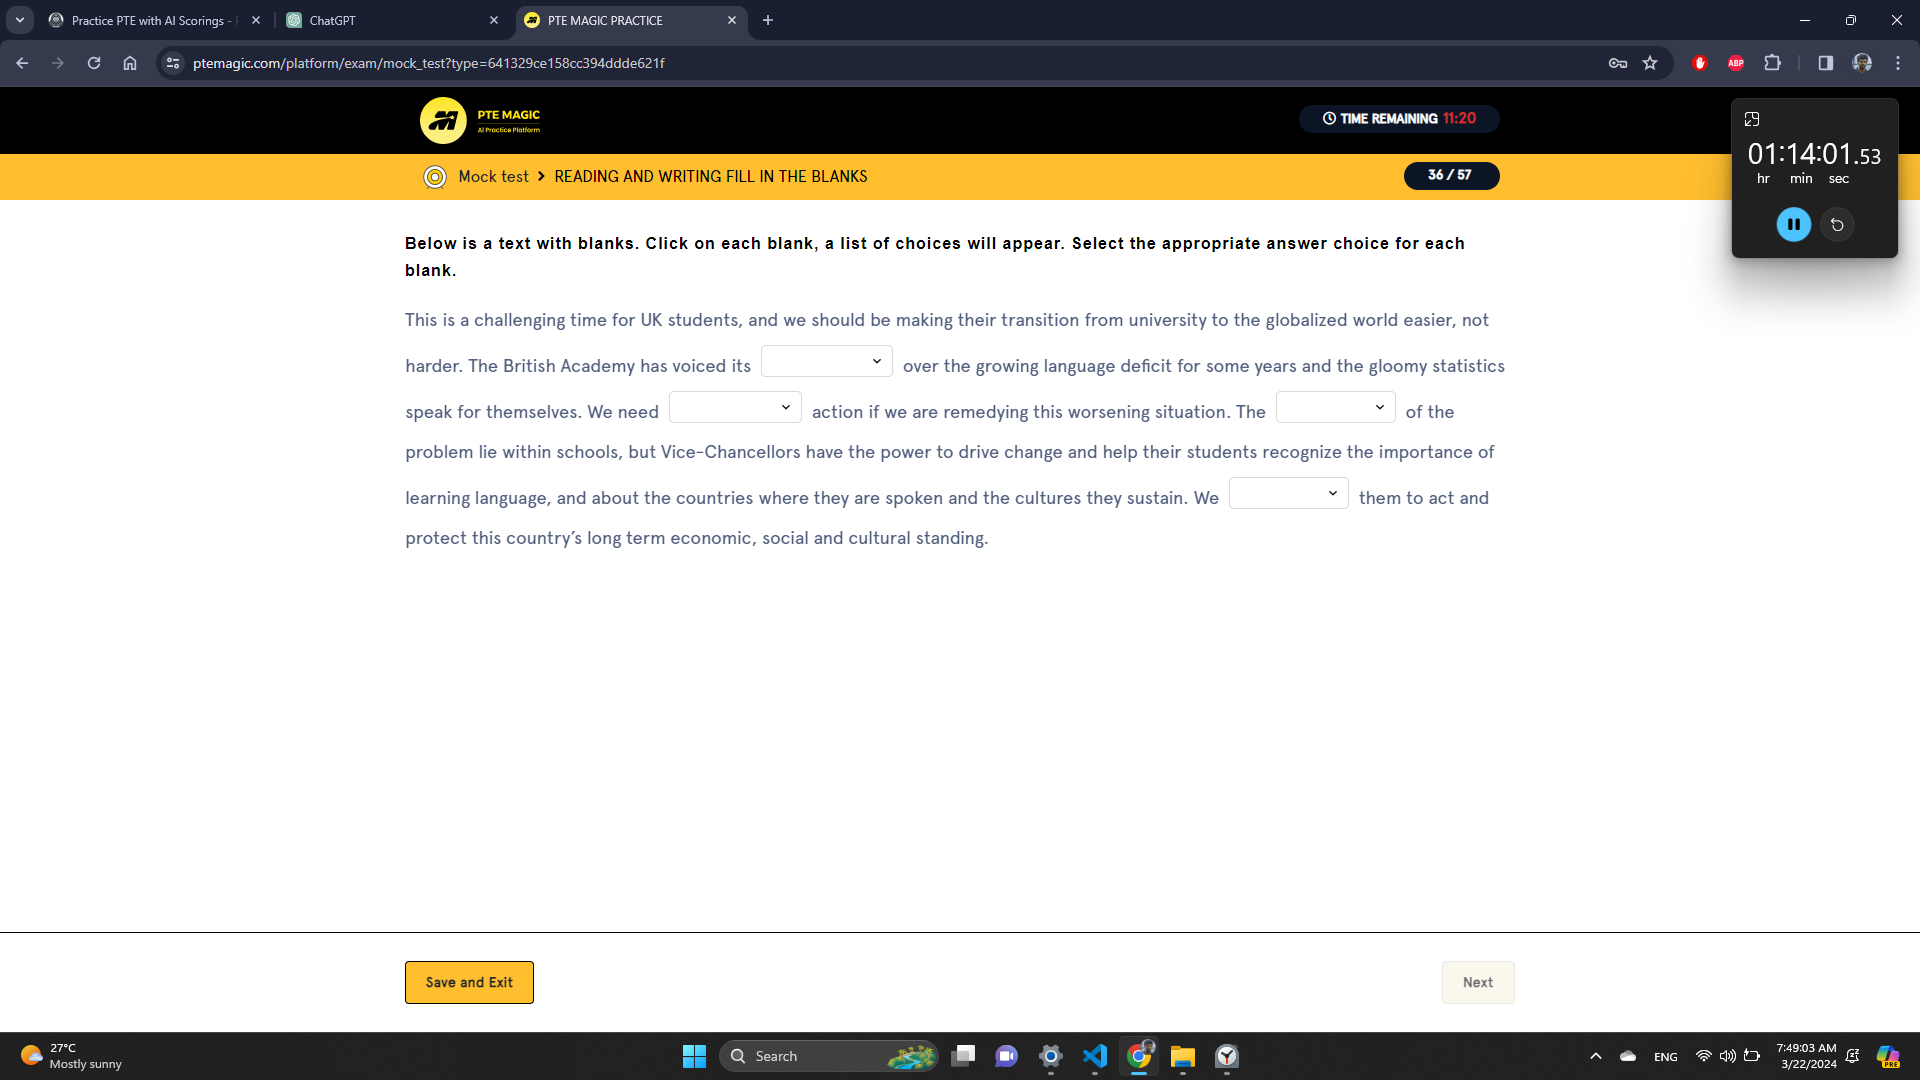 Practice PTE with AI Scorings -
ChatGPT
PTE MAGIC PRACTICE
ptemagic.com/platform/exam/mock_test?type=641329ce158cc394ddde621f
ABP
PTE MAGIC
AI Practice Platform
TIME REMAINING 11:20
Mock test > READING AND WRITING FILL IN THE BLANKS
36 / 57
01:14:01.53
hr min sec
Below is a text with blanks. Click on each blank, a list of choices will appear. Select the appropriate answer choice for each
blank.
This is a challenging time for UK students, and we should be making their transition from university to the globalized world easier, not
harder. The British Academy has voiced its over the growing language deficit for some years and the gloomy statistics
speak for themselves. We need action if we are remedying this worsening situation. The of the
problem lie within schools, but Vice-Chancellors have the power to drive change and help their students recognize the importance of
learning language, and about the countries where they are spoken and the cultures they sustain. We them to act and
protect this country’s long term economic, social and cultural standing.
Save and Exit
Next
27°C
Mostly sunny
Search
ENG
7:49:03 AM
3/22/2024
PRE